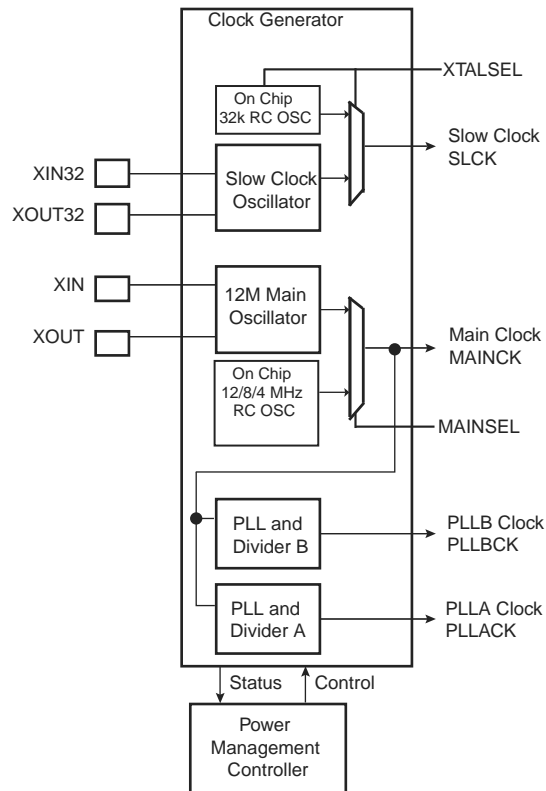 Clock Generator
XTALSEL
On Chip
32k RC OSC
Slow Clock
SLCK
XIN32
Slow Clock
Oscillator
XOUT32
XIN
12M Main
Oscillator
XOUT
Main Clock
MAINCK
On Chip
12/8/4 MHz
RC OSC
MAINSEL
PLL and
Divider B
PLLB Clock
PLLBCK
PLL and
Divider A
PLLA Clock
PLLACK
Status
Control
Power
Management
Controller